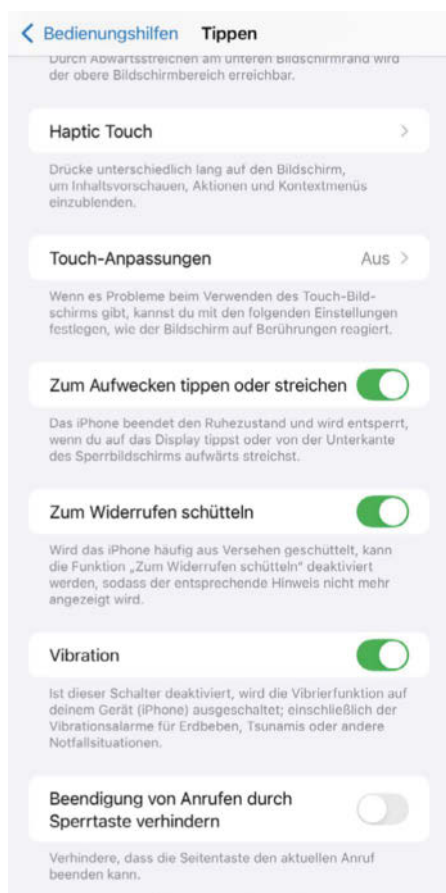 Bedienungshilfen Tippen
Durch Abwärtsstreichen am unteren Bildschirmrand wird
der obere Bildschirmbereich erreichbar.
Haptic Touch
Drücke unterschiedlich lang auf den Bildschirm,
um Inhaltsvorschauen, Aktionen und Kontextmenüs
einzublenden.
Touch-Anpassungen Aus
Wenn es Probleme beim Verwenden des Touch-Bild-
schirms gibt, kannst du mit den folgenden Einstellungen
festlegen, wie der Bildschirm auf Berührungen reagiert.
Zum Aufwecken tippen oder streichen
Das iPhone beendet den Ruhezustand und wird entsperrt,
wenn du auf das Display tippst oder von der Unterkante
des Sperrbildschirms aufwärts streichst.
Zum Widerrufen schütteln
Wird das iPhone häufig aus Versehen geschüttelt, kann
die Funktion „Zum Widerrufen schütteln" deaktiviert
werden, sodass der entsprechende Hinweis nicht mehr
angezeigt wird.
Vibration
Ist dieser Schalter deaktiviert, wird die Vibrierfunktion auf
deinem Gerät (iPhone) ausgeschaltet; einschließlich der
Vibrationsalarme für Erdbeben, Tsunamis oder andere
Notfallsituationen.
Beendigung von Anrufen durch
Sperrtaste verhindern
Verhindere, dass die Seitentaste den aktuellen Anruf
beenden kann.